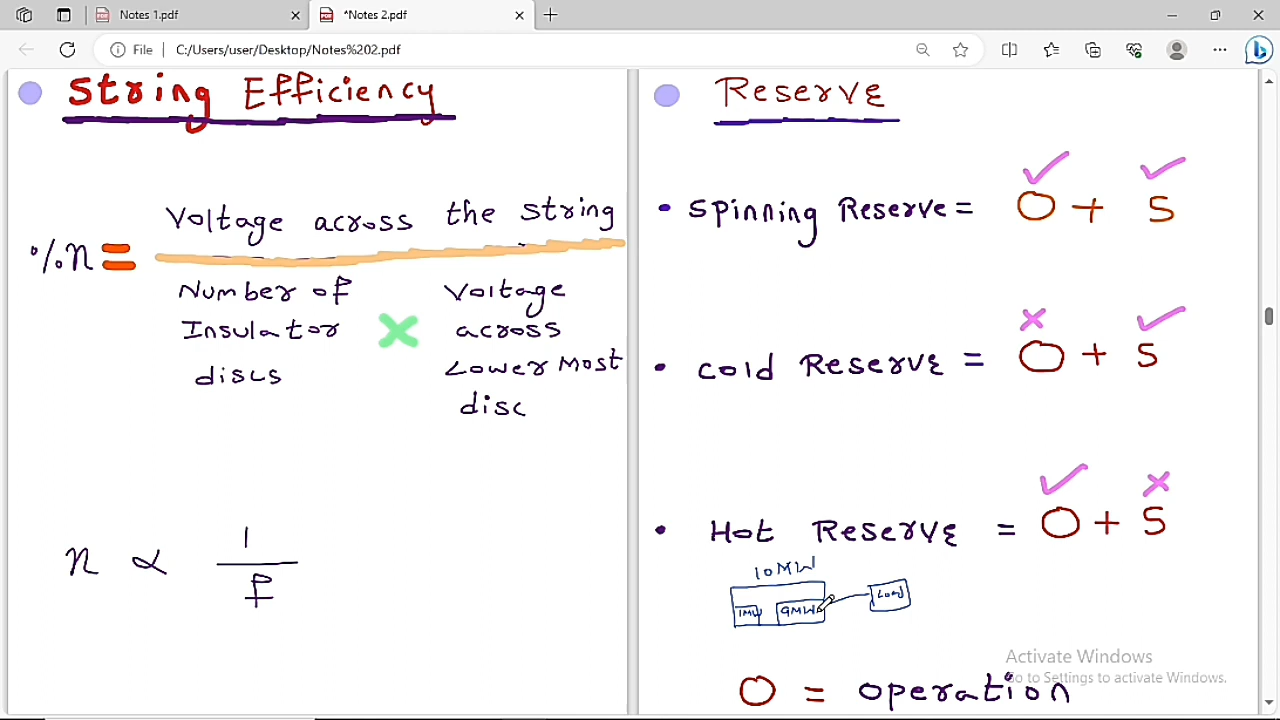 Notes 1.pdf
*Notes 2.pdf
File
C:/Users/user/Desktop/Notes%202.pdf
String Efficiency
%η = Voltage across the string
Number of Insulator discs × Voltage across Lower Most disc
η ∝ 1
f
Reserve
• Spinning Reserve = O + S
• Cold Reserve = O + S
• Hot Reserve = O + S
10MW
1MW 9MW Load
O = operation
Activate Windows
Go to Settings to activate Windows.